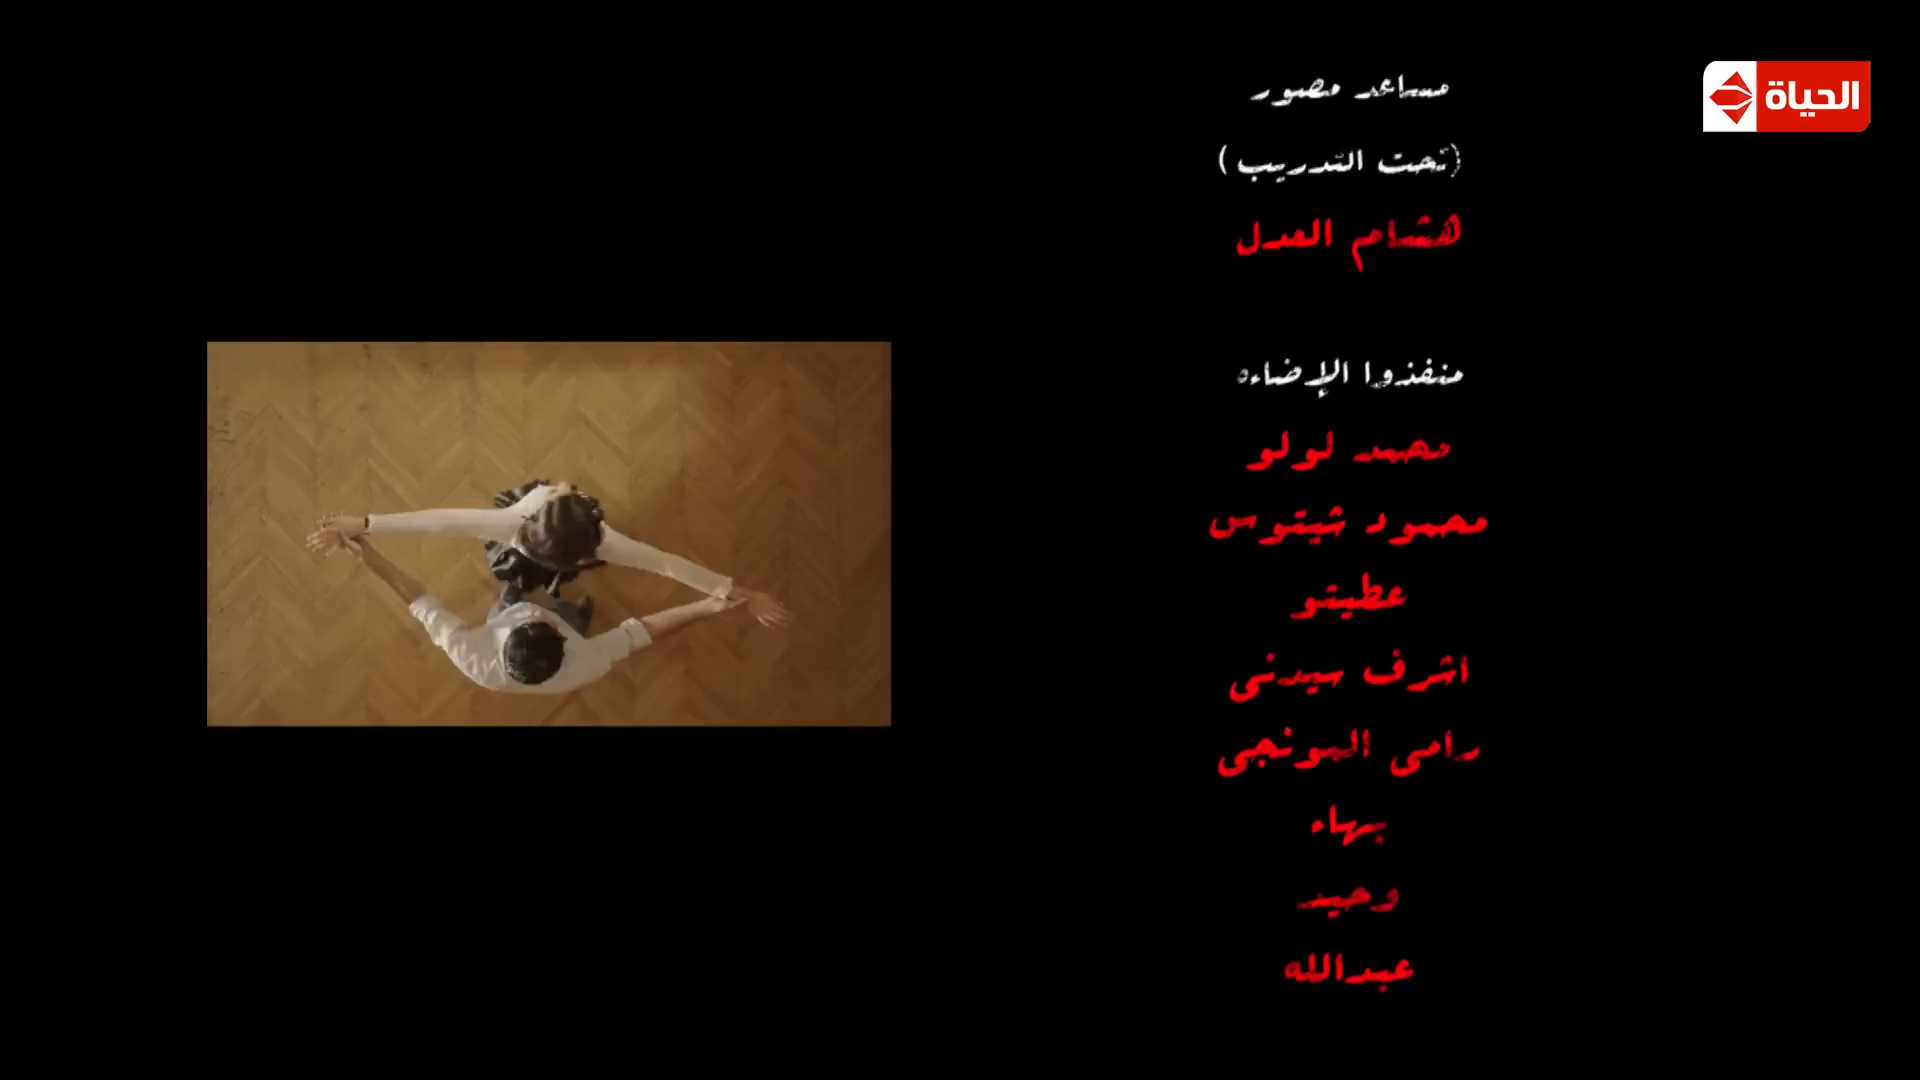 الحياة
مساعد مصور
(تحت التدريب)
هشام العدل
منفذوا الإضاءه
محمد لولو
محمود شيتوس
عطيتو
اشرف سيدنى
رامى
بهاء
وحيد
عبدالله